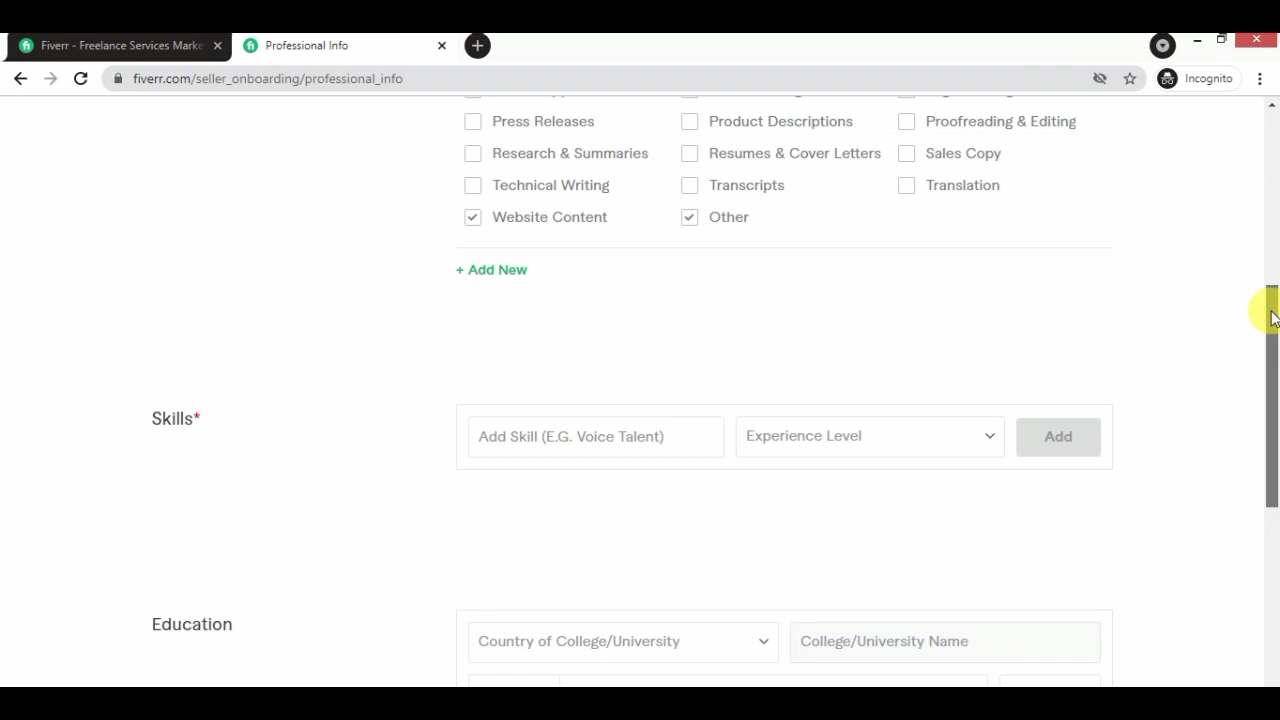 Fiverr - Freelance Services Marke
Professional Info
fiverr.com/seller_onboarding/professional_info
Incognito
Press Releases
Product Descriptions
Proofreading & Editing
Research & Summaries
Resumes & Cover Letters
Sales Copy
Technical Writing
Transcripts
Translation
Website Content
Other
+ Add New
Skills*
Add Skill (E.G. Voice Talent)
Experience Level
Add
Education
Country of College/University
College/University Name